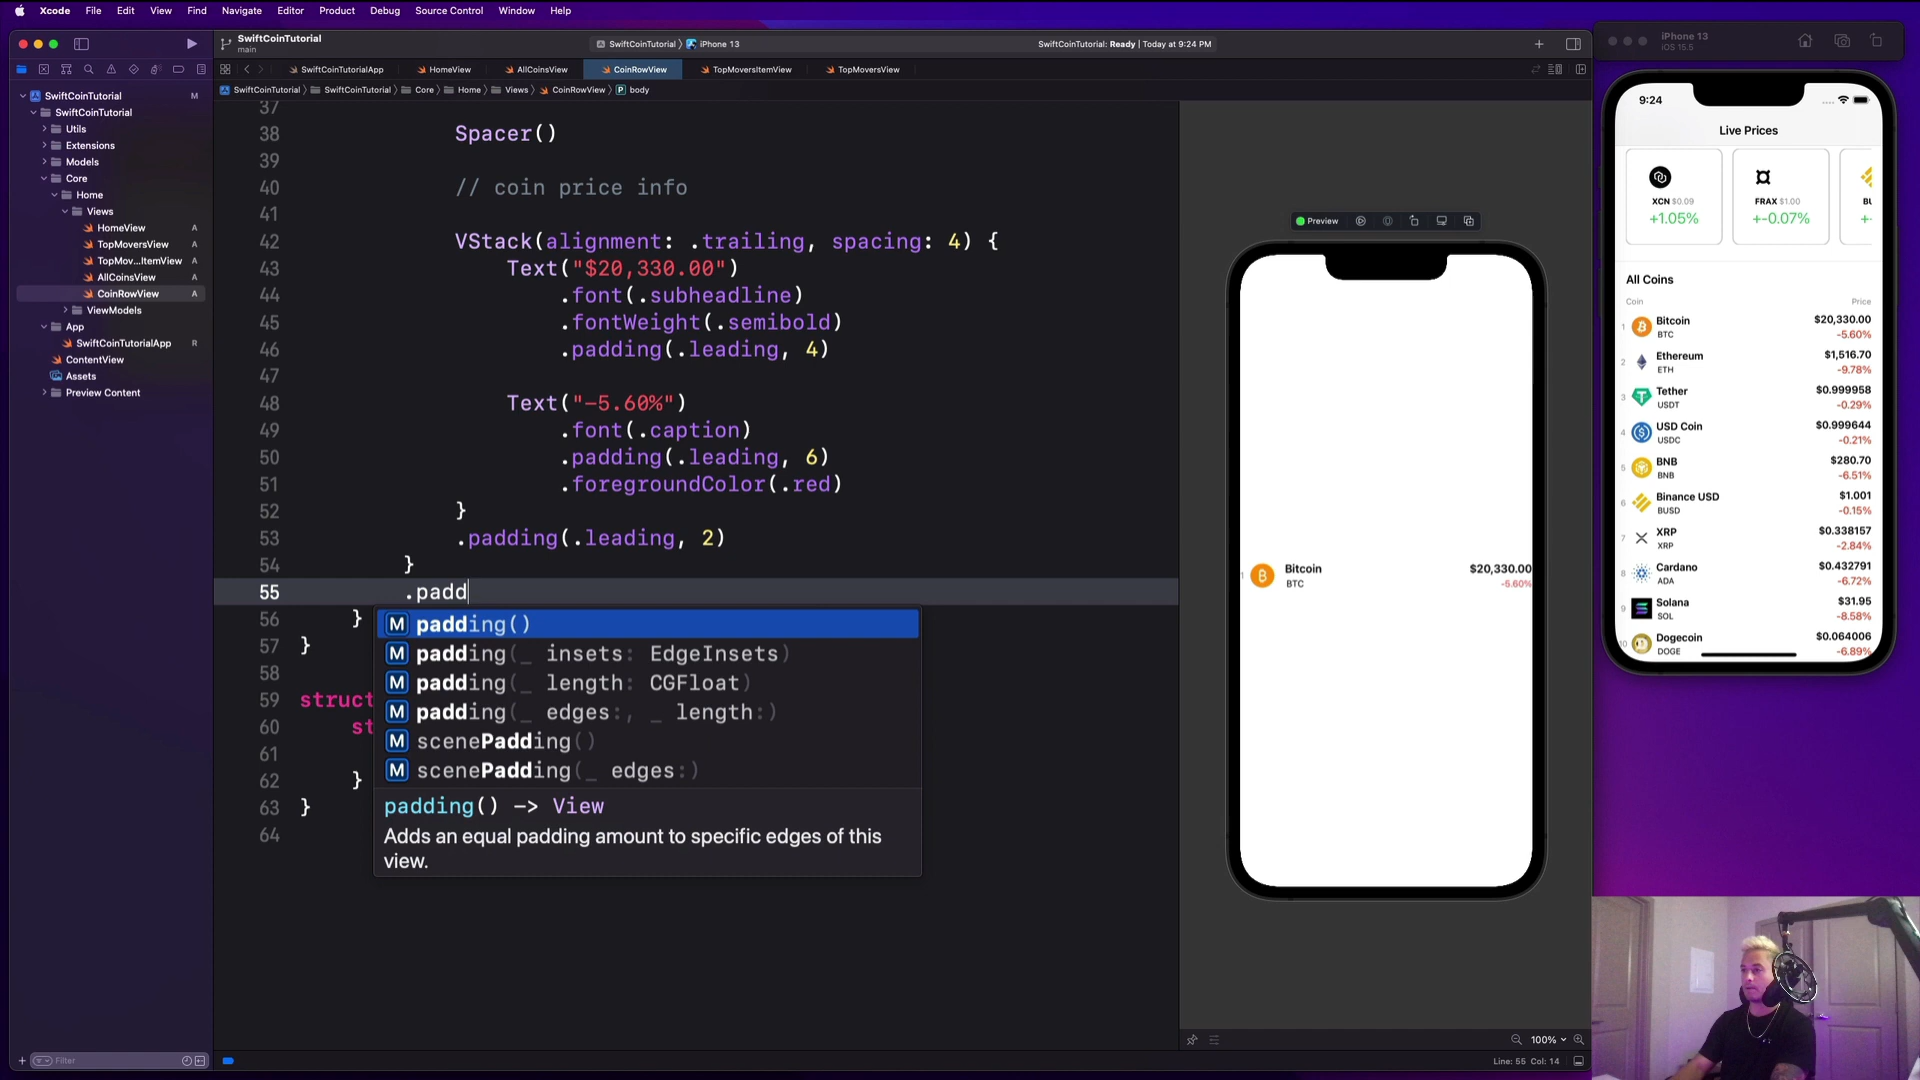 Xcode File Edit View Find Navigate Editor Product Debug Source Control Window Help
SwiftCoinTutorial
main
SwiftCoinTutorial 〉 iPhone 13
SwiftCoinTutorial: Ready | Today at 9:24 PM
SwiftCoinTutorialApp HomeView AllCoinsView CoinRowView TopMoversItemView TopMoversView
SwiftCoinTutorial 〉 SwiftCoinTutorial 〉 Core 〉 Home 〉 Views 〉 CoinRowView 〉 P body
SwiftCoinTutorial M
SwiftCoinTutorial
Utils
Extensions
Models
Core
Home
Views
HomeView A
TopMoversView A
TopMov...ItemView A
AllCoinsView A
CoinRowView A
ViewModels
App
SwiftCoinTutorialApp R
ContentView
Assets
Preview Content
Filter
37
38 Spacer()
39
40 // coin price info
41
42 VStack(alignment: .trailing, spacing: 4) {
43 Text("$20,330.00")
44 .font(.subheadline)
45 .fontWeight(.semibold)
46 .padding(.leading, 4)
47
48 Text("-5.60%")
49 .font(.caption)
50 .padding(.leading, 6)
51 .foregroundColor(.red)
52 }
53 .padding(.leading, 2)
54 }
55 .padd
56 }
57 }
58
59 struct
60 st
61
62 }
63 }
64
M padding()
M padding(_ insets: EdgeInsets)
M padding(_ length: CGFloat)
M padding(_ edges:, _ length:)
M scenePadding()
M scenePadding(_ edges:)
padding() -> View
Adds an equal padding amount to specific edges of this
view.
Preview
1 Bitcoin $20,330.00
BTC -5.60%
100%
Line: 55 Col: 14
iPhone 13
iOS 15.5
9:24
Live Prices
XCN $0.09
+1.05%
FRAX $1.00
+-0.07%
+-
All Coins
Coin Price
1 Bitcoin $20,330.00
BTC -5.60%
2 Ethereum $1,516.70
ETH -9.78%
3 Tether $0.999958
USDT -0.29%
4 USD Coin $0.999644
USDC -0.21%
5 BNB $280.70
BNB -6.51%
6 Binance USD $1.001
BUSD -0.15%
7 XRP $0.338157
XRP -2.84%
8 Cardano $0.432791
ADA -6.72%
9 Solana $31.95
SOL -8.58%
10 Dogecoin $0.064006
DOGE -6.89%